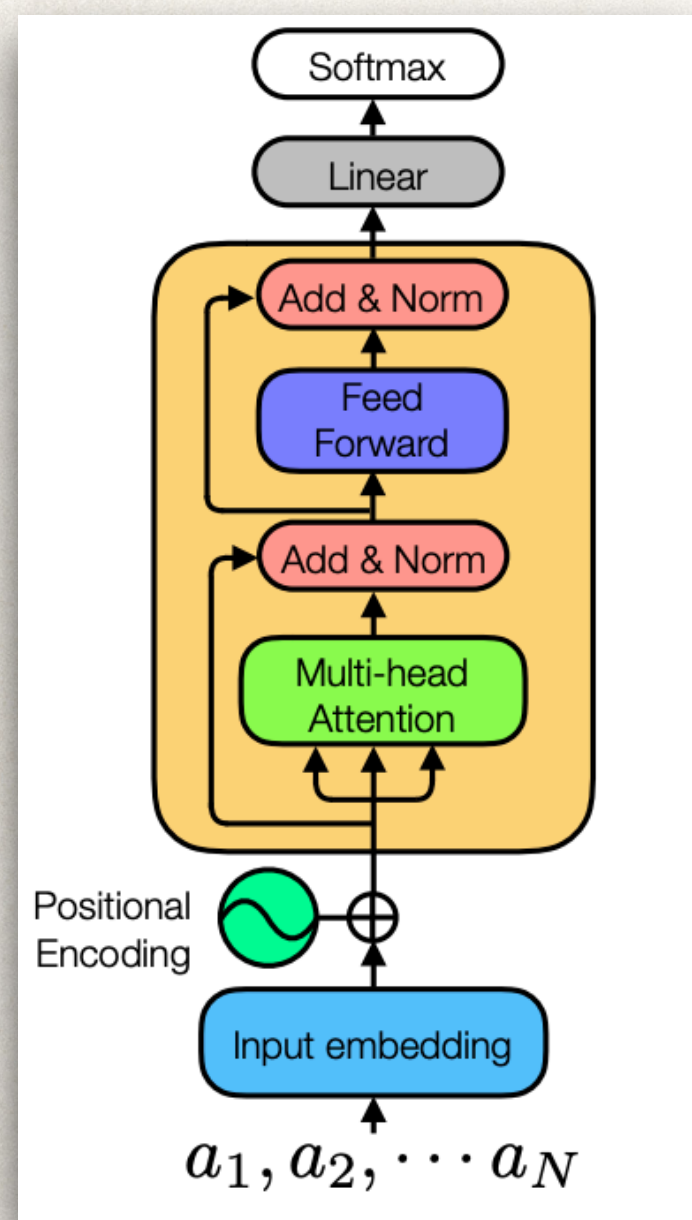 Softmax
Linear
Add & Norm
Feed
Forward
Add & Norm
Multi-head
Attention
Positional
Encoding
Input embedding
a₁, a₂, ⋯ a_N